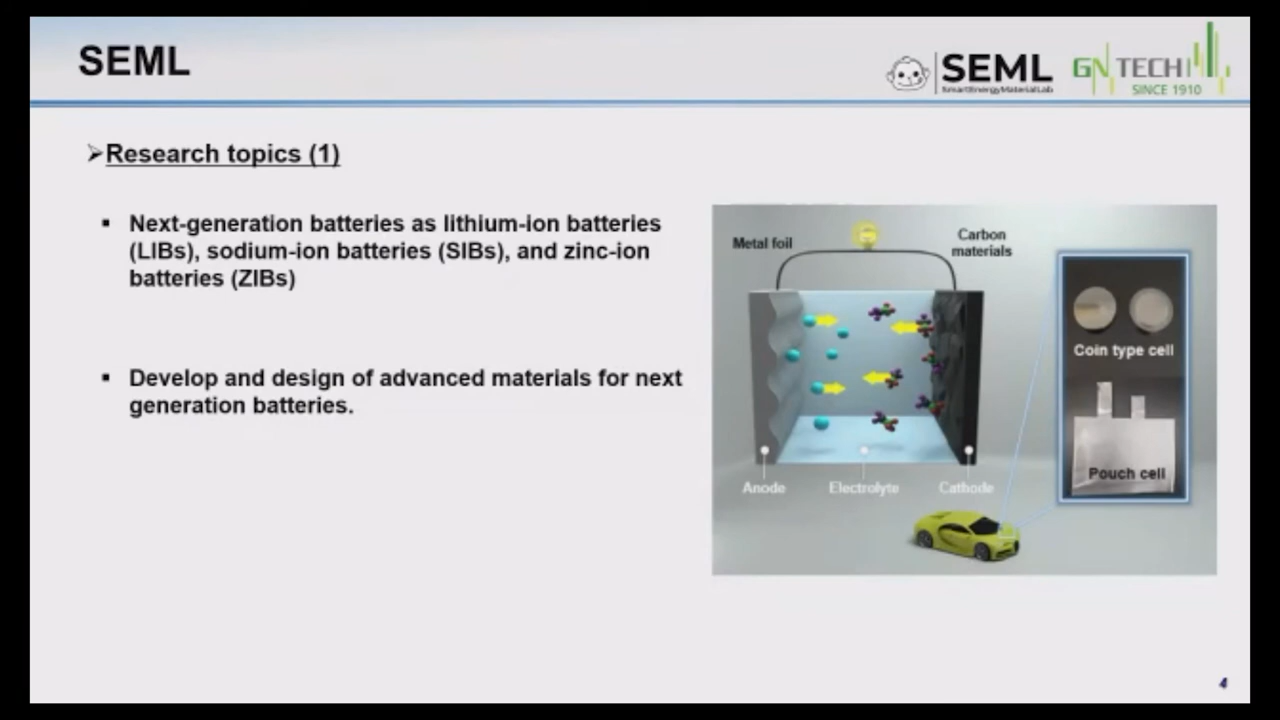 SEML
SEML
SmartEnergyMaterialLab
GNTECH
SINCE 1910
➢Research topics (1)
▪ Next-generation batteries as lithium-ion batteries
(LIBs), sodium-ion batteries (SIBs), and zinc-ion
batteries (ZIBs)
▪ Develop and design of advanced materials for next
generation batteries.
Metal foil
Carbon
materials
Coin type cell
Pouch cell
Anode
Electrolyte
Cathode
4